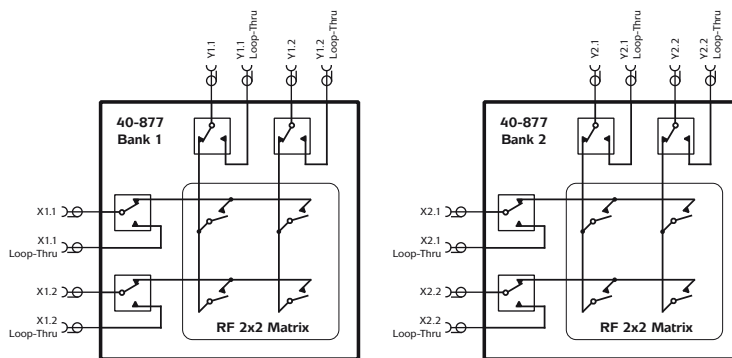 Y1.1
Y1.1
Loop-Thru
Y1.2
Y1.2
Loop-Thru
40-877
Bank 1
X1.1
X1.1
Loop-Thru
X1.2
X1.2
Loop-Thru
RF 2x2 Matrix
Y2.1
Y2.1
Loop-Thru
Y2.2
Y2.2
Loop-Thru
40-877
Bank 2
X2.1
X2.1
Loop-Thru
X2.2
X2.2
Loop-Thru
RF 2x2 Matrix